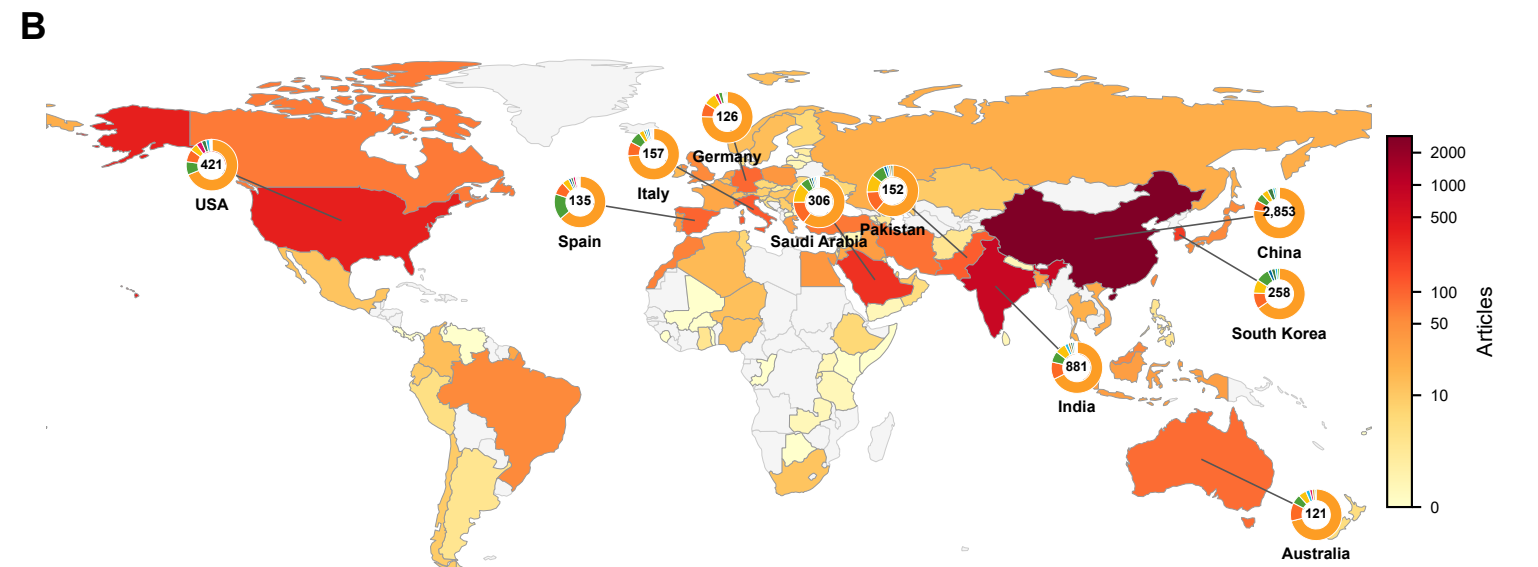 B
126
Germany
157
Italy
421
USA
135
Spain
306
Saudi Arabia
152
Pakistan
2,853
China
258
South Korea
881
India
121
Australia
2000
1000
500
100
50
10
0
Articles